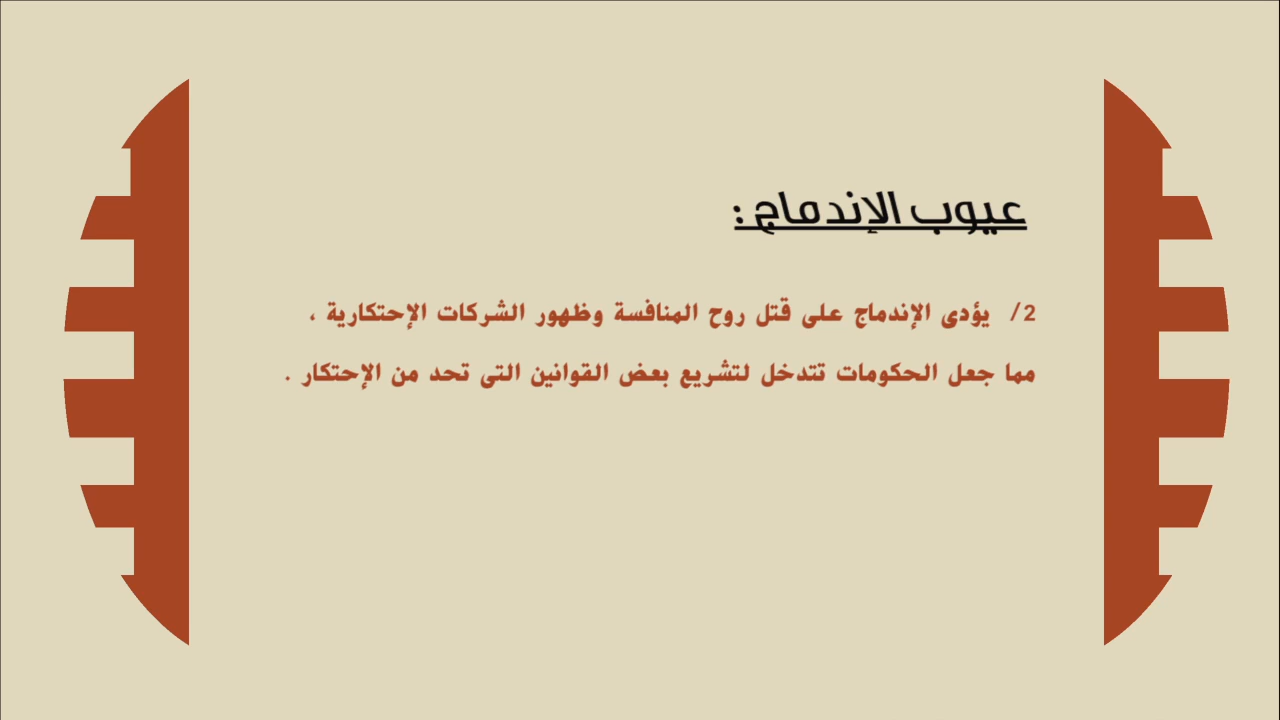 عيوب الإندماج :
2/ يؤدى الإندماج على قتل روح المنافسة وظهور الشركات الإحتكارية ،
مما جعل الحكومات تتدخل لتشريع بعض القوانين التى تحد من الإحتكار .